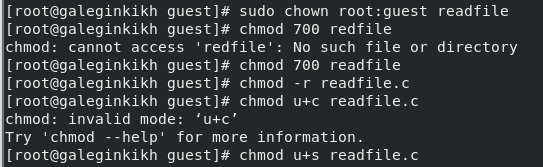 [root@galeginkikh guest]# sudo chown root:guest readfile
[root@galeginkikh guest]# chmod 700 redfile
chmod: cannot access 'redfile': No such file or directory
[root@galeginkikh guest]# chmod 700 readfile
[root@galeginkikh guest]# chmod -r readfile.c
[root@galeginkikh guest]# chmod u+c readfile.c
chmod: invalid mode: ‘u+c’
Try 'chmod --help' for more information.
[root@galeginkikh guest]# chmod u+s readfile.c